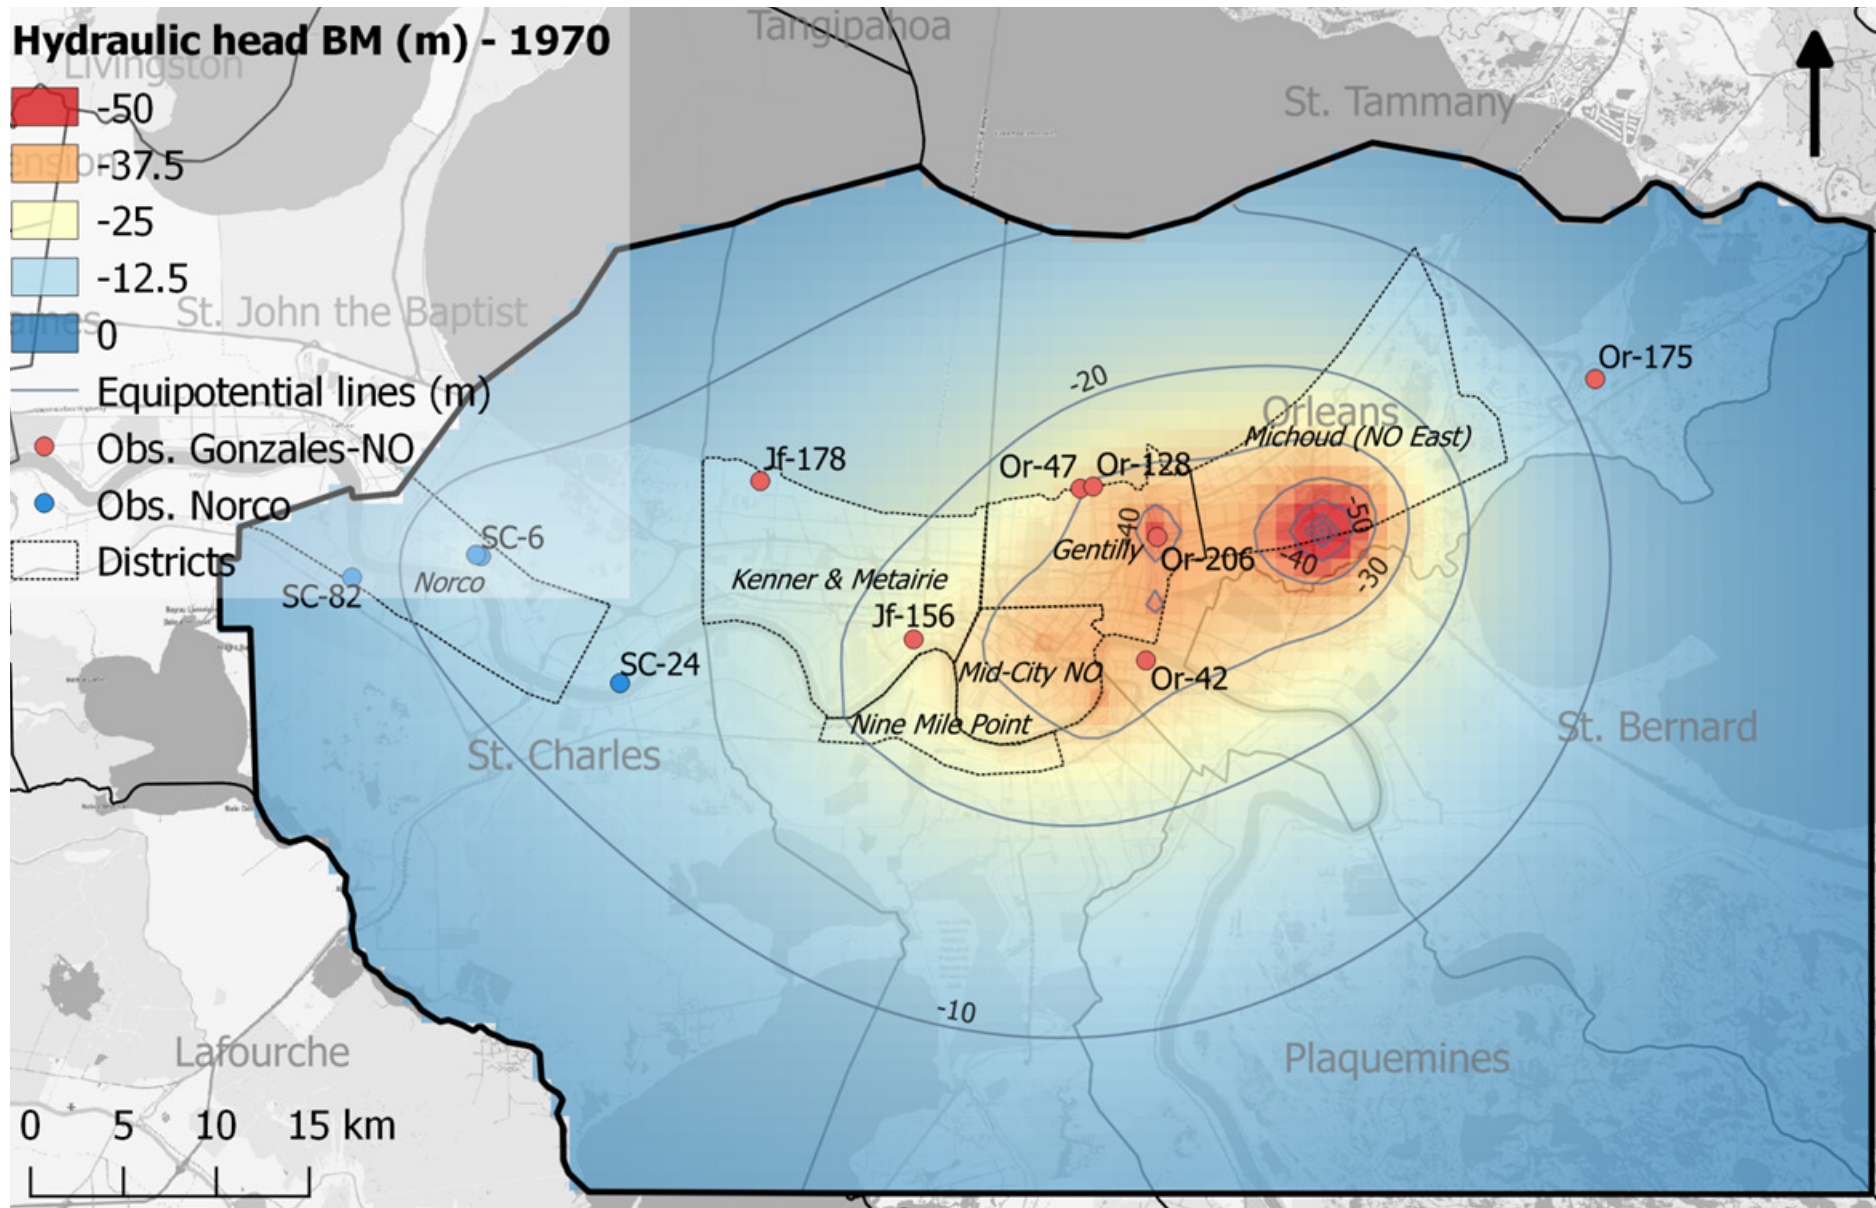 Hydraulic head BM (m) - 1970
Tangipahoa
Livingston
-50
St. Tammany
ension
-37.5
-25
-12.5
St. John the Baptist
ames
0
Or-175
Equipotential lines (m)
-20
Orleans
Michoud (NO East)
Obs. Gonzales-NO
Jf-178
Or-47
Or-128
Obs. Norco
-50
-40
SC-6
Gentilly
Or-206
-40
-30
Districts
Norco
Kenner & Metairie
SC-82
Jf-156
SC-24
Mid-City NO
Or-42
Nine Mile Point
St. Charles
St. Bernard
-10
Lafourche
Plaquemines
0 5 10 15 km